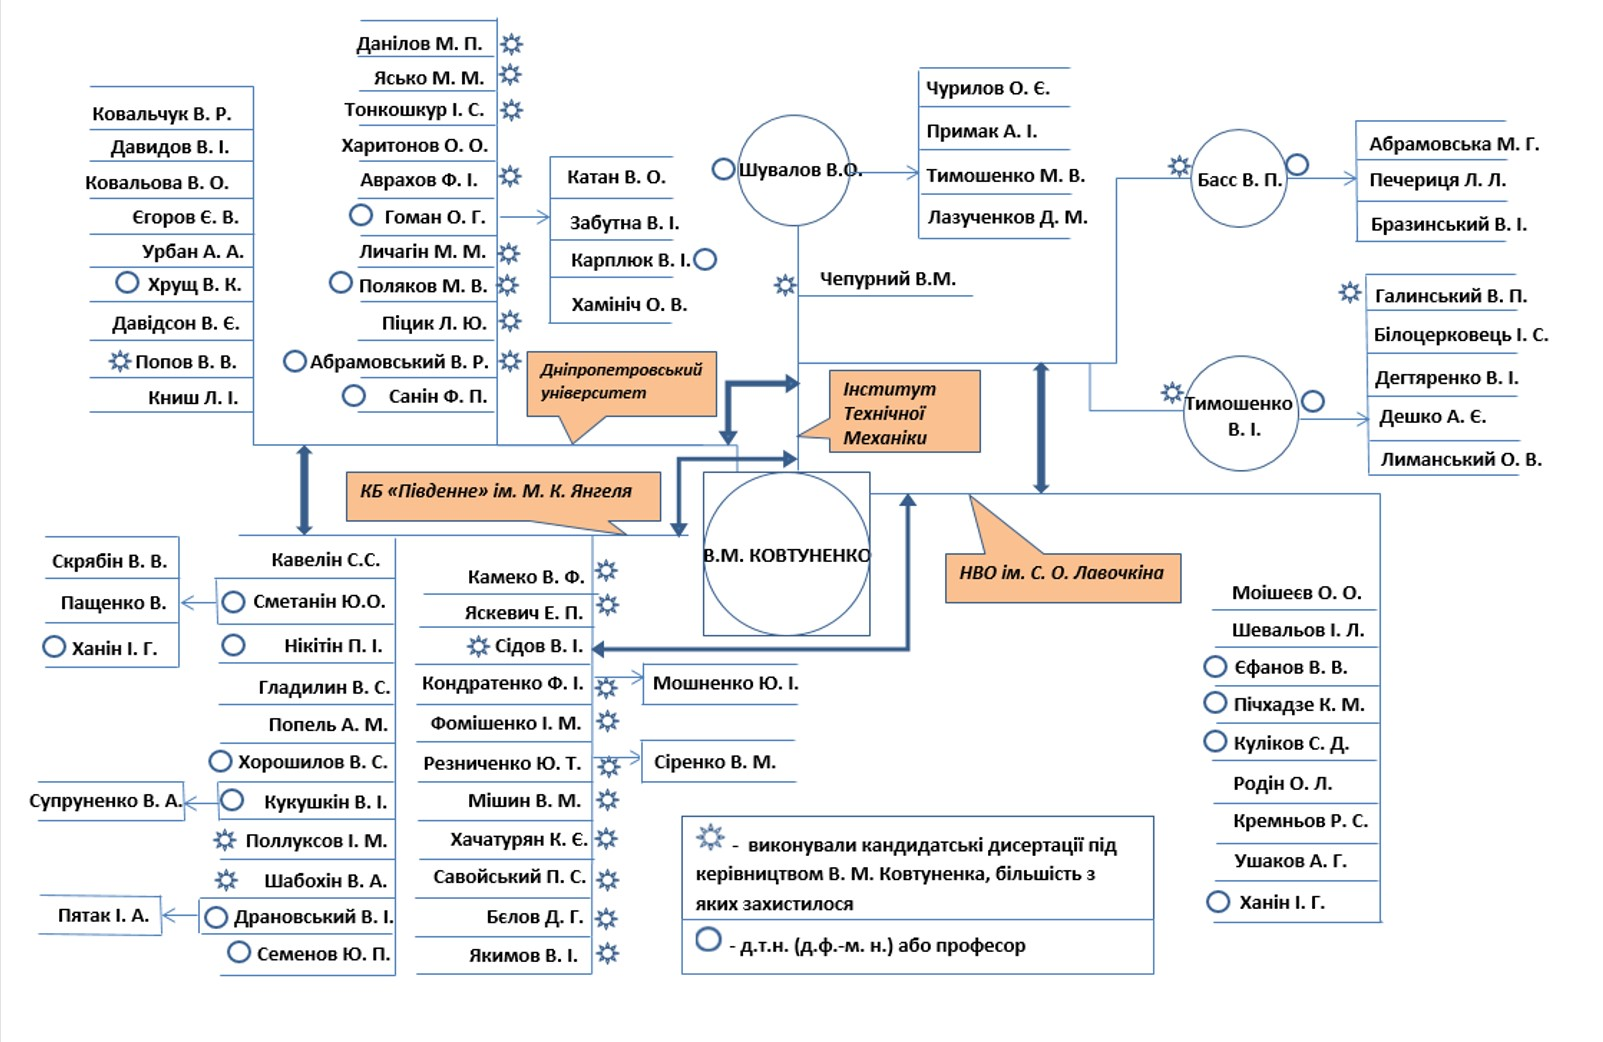 Ковальчук В. Р.
Давидов В. І.
Ковальова В. О.
Єгоров Є. В.
Урбан А. А.
Хрущ В. К.
Давідсон В. Є.
Попов В. В.
Книш Л. І.
Данілов М. П.
Ясько М. М.
Тонкошкур І. С.
Харитонов О. О.
Аврахов Ф. І.
Гоман О. Г.
Личагін М. М.
Поляков М. В.
Піцик Л. Ю.
Абрамовський В. Р.
Санін Ф. П.
Катан В. О.
Забутна В. І.
Карплюк В. І.
Хамініч О. В.
Дніпропетровський
університет
Шувалов В.О.
Чурилов О. Є.
Примак А. І.
Тимошенко М. В.
Лазученков Д. М.
Чепурний В.М.
Інститут
Технічної
Механіки
Басс В. П.
Абрамовська М. Г.
Печериця Л. Л.
Бразинський В. І.
Тимошенко
В. І.
Галинський В. П.
Білоцерковець І. С.
Дегтяренко В. І.
Дешко А. Є.
Лиманський О. В.
КБ «Південне» ім. М. К. Янгеля
В.М. КОВТУНЕНКО
НВО ім. С. О. Лавочкіна
Скрябін В. В.
Пащенко В.
Ханін І. Г.
Супруненко В. А.
Пятак І. А.
Кавелін С.С.
Сметанін Ю.О.
Нікітін П. І.
Гладилин В. С.
Попель А. М.
Хорошилов В. С.
Кукушкін В. І.
Поллуксов І. М.
Шабохін В. А.
Драновський В. І.
Семенов Ю. П.
Камеко В. Ф.
Яскевич Е. П.
Сідов В. І.
Кондратенко Ф. І.
Фомішенко І. М.
Резниченко Ю. Т.
Мішин В. М.
Хачатурян К. Є.
Савойський П. С.
Бєлов Д. Г.
Якимов В. І.
Мошненко Ю. І.
Сіренко В. М.
Моішеєв О. О.
Шевальов І. Л.
Єфанов В. В.
Пічхадзе К. М.
Куліков С. Д.
Родін О. Л.
Кремньов Р. С.
Ушаков А. Г.
Ханін І. Г.
- виконували кандидатські дисертації під
керівництвом В. М. Ковтуненка, більшість з
яких захистилося
- д.т.н. (д.ф.-м. н.) або професор